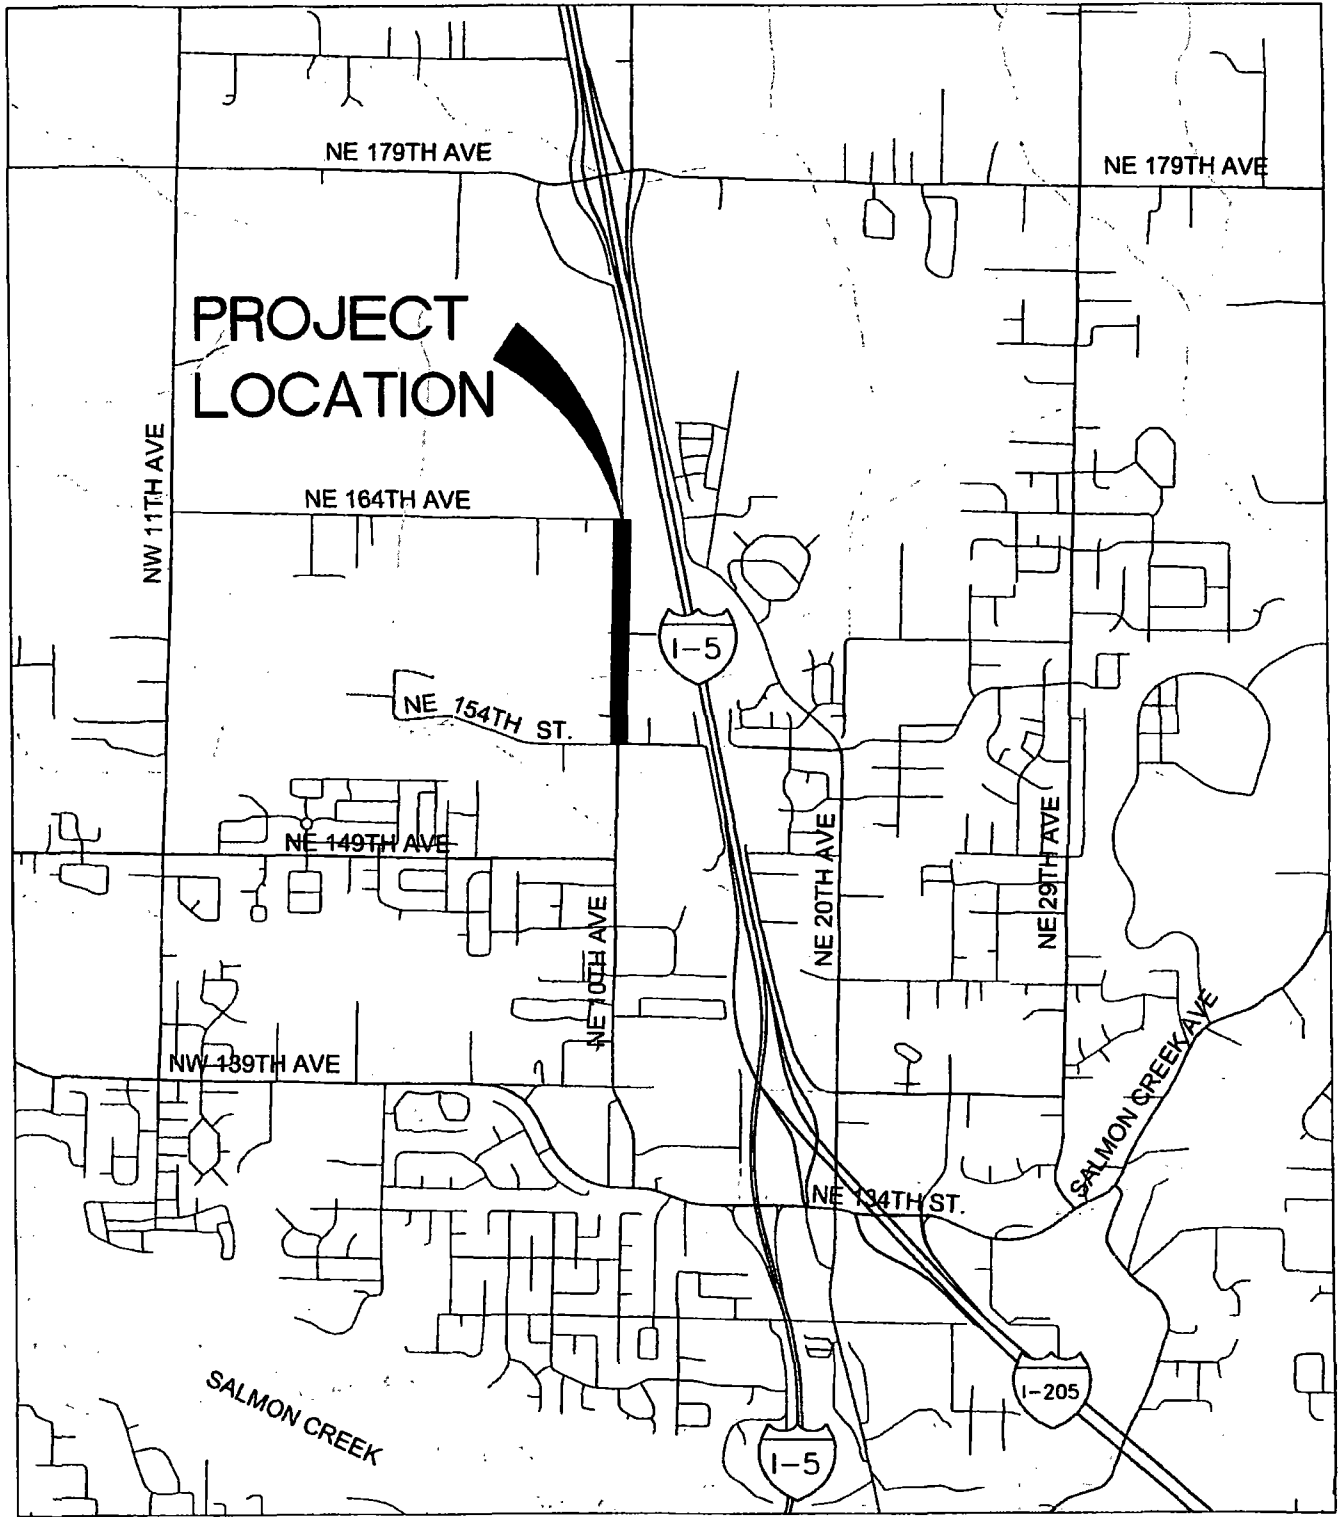 NE 179TH AVE
NE 179TH AVE
PROJECT
LOCATION
NW 11TH AVE
NE 164TH AVE
I-5
NE 154TH ST.
NE 149TH AVE
NE 20TH AVE
NE 29TH AVE
NE 10TH AVE
NW 139TH AVE
SALMON CREEK AVE
NE 134TH ST.
SALMON CREEK
I-205
I-5